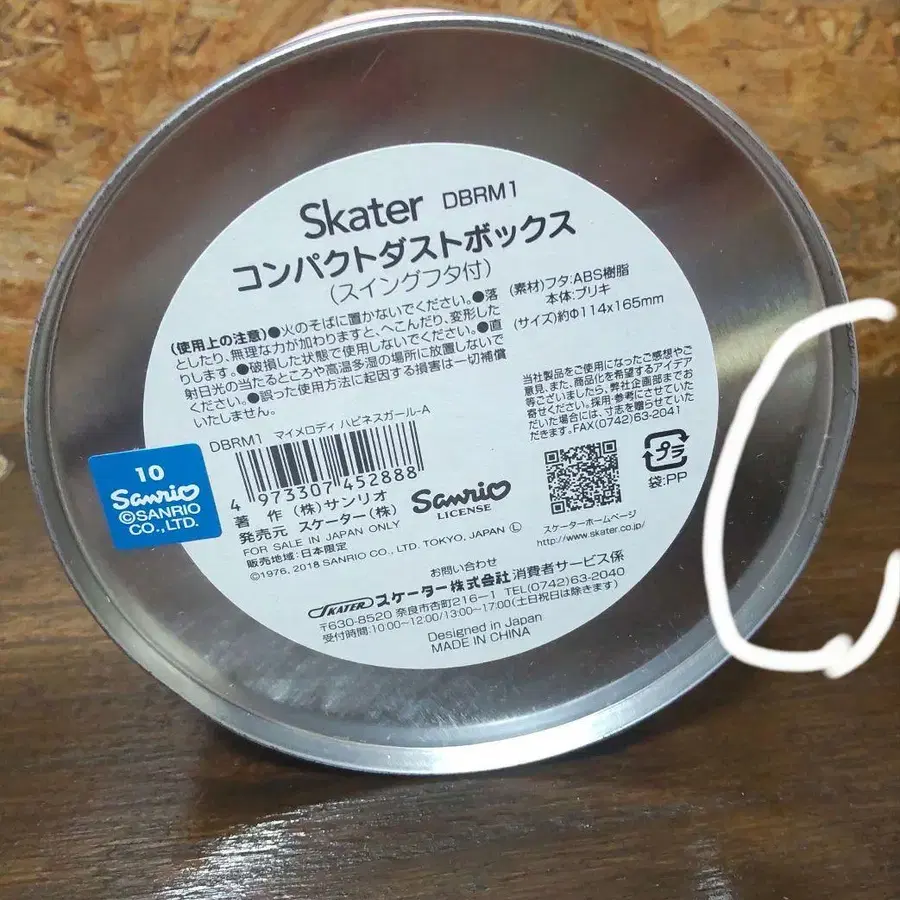 Skater DBRM1
コンパクトダストボックス
(スイングフタ付)
(使用上の注意)●火のそばに置かないでください。●落
としたり、無理な力が加わりますと、へこんだり、変形した
りします。●破損した状態で使用しないでください。●直
射日光の当たるところや高温多湿の場所に放置しないで
ください。●誤った使用方法に起因する損害は一切補償
いたしません。
(素材)フタ:ABS樹脂
本体:ブリキ
(サイズ)約Φ114x165mm
当社製品をご使用になったご感想やご
意見、また、商品化を希望するアイデア
等ございましたら、弊社企画部までお
寄せください。採用・参考にさせていた
だいた場合には、寸志を贈らせていた
だきます。FAX(0742)63-2041
DBRM1 マイメロディ ハピネスガール-A
4 973307 452888
著 作 (株)サンリオ
発売元 スケーター(株)
FOR SALE IN JAPAN ONLY
販売地域:日本限定
©1976, 2018 SANRIO CO., LTD. TOKYO, JAPAN Ⓛ
Sanrio
LICENSE
プラ
袋:PP
スケーターホームページ
http://www.skater.co.jp/
10
Sanrio
©SANRIO
CO.,LTD.
お問い合わせ
SKATER スケーター株式会社 消費者サービス係
〒630-8520 奈良市杏町216-1 TEL(0742)63-2040
受付時間:10:00~12:00/13:00~17:00(土日祝日は除きます)
Designed in Japan
MADE IN CHINA